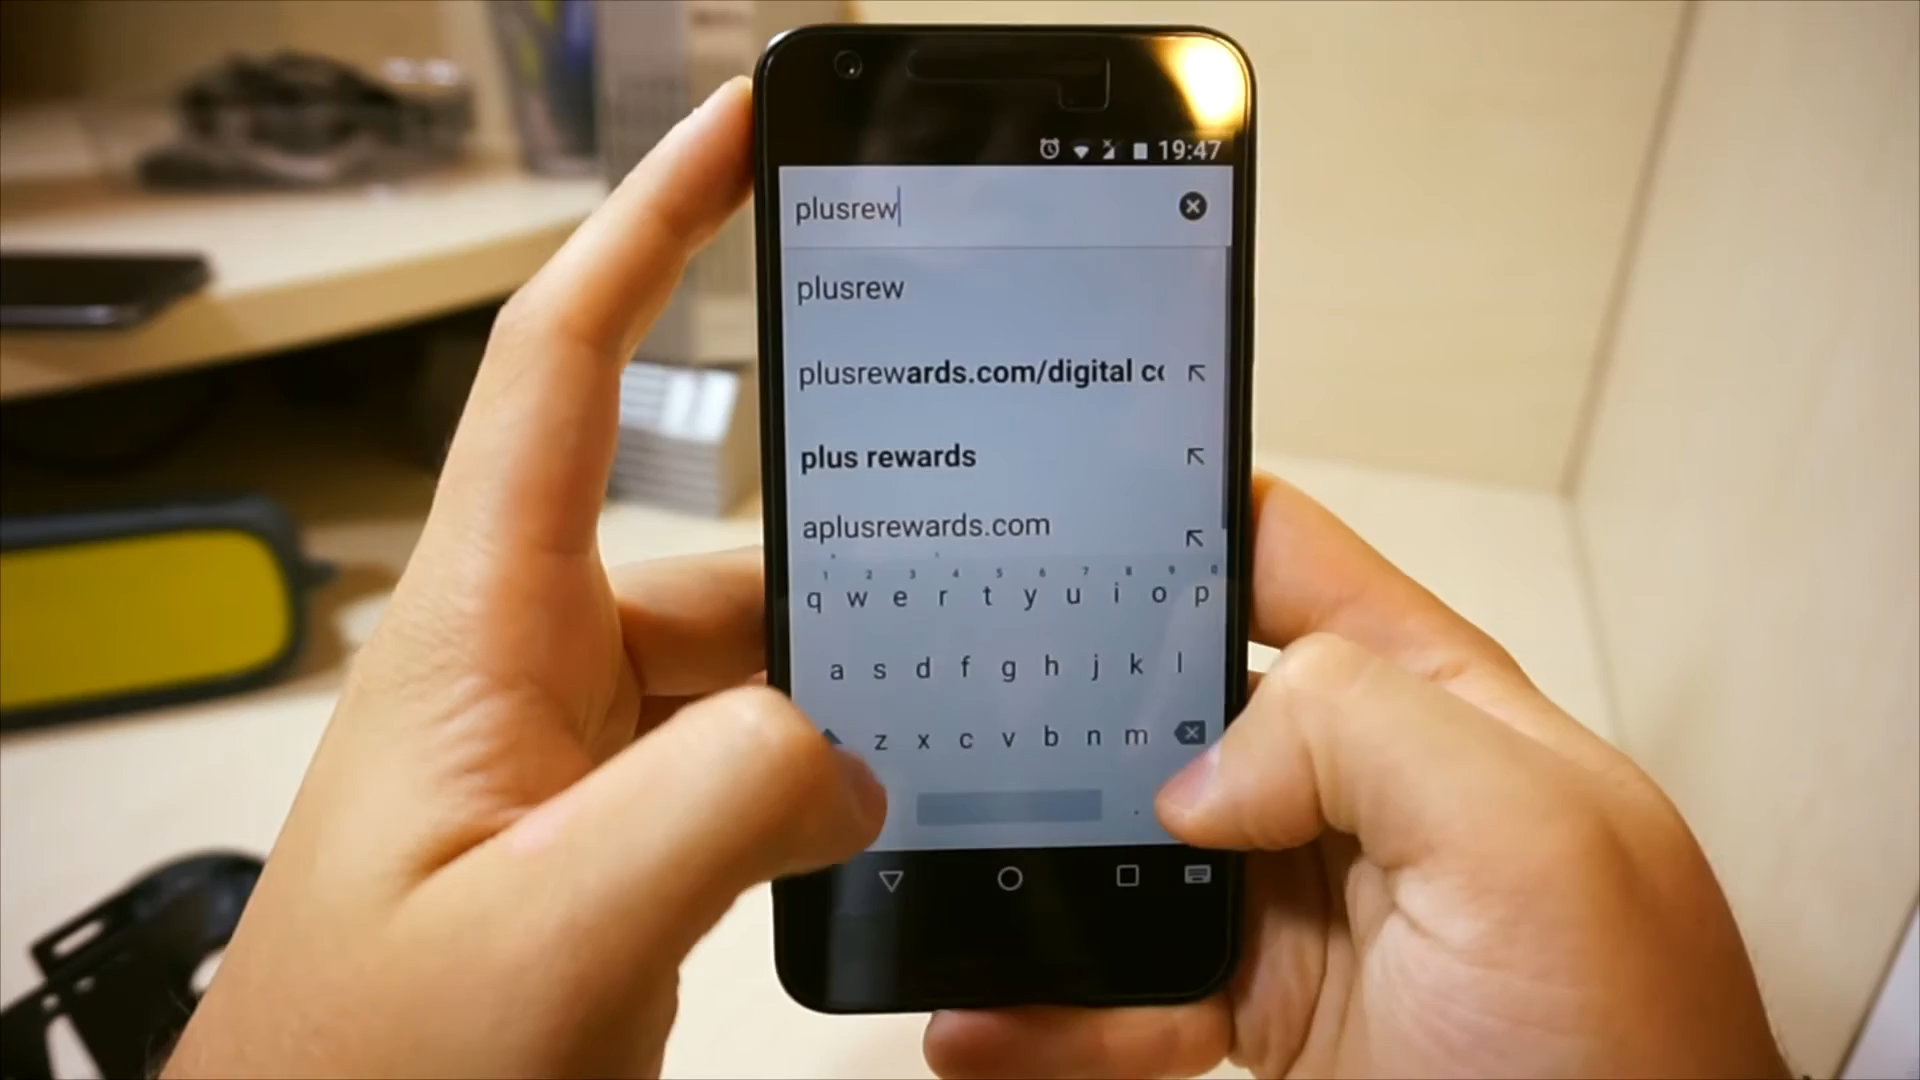 19:47
plusrew
plusrew
plusrewards.com/digital
plus rewards
aplusrewards.com
1 2 3 4 5 6 7 8 9 0
q w e r t y u i o p
a s d f g h j k l
z x c v b n m
.